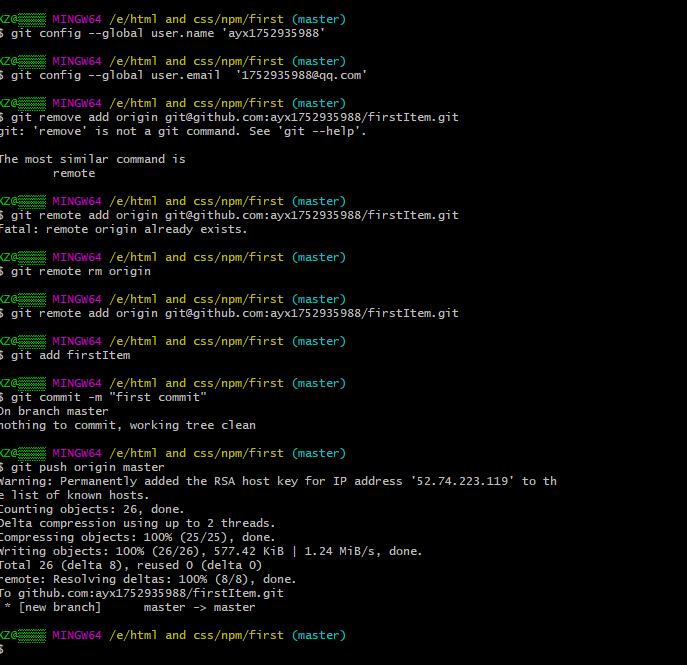 KZ@▒▒▒▒ MINGW64 /e/html and css/npm/first (master)
$ git config --global user.name 'ayx1752935988'
KZ@▒▒▒▒ MINGW64 /e/html and css/npm/first (master)
$ git config --global user.email  '1752935988@qq.com'
KZ@▒▒▒▒ MINGW64 /e/html and css/npm/first (master)
$ git remove add origin git@github.com:ayx1752935988/firstItem.git
git: 'remove' is not a git command. See 'git --help'.
The most similar command is
remote
KZ@▒▒▒▒ MINGW64 /e/html and css/npm/first (master)
$ git remote add origin git@github.com:ayx1752935988/firstItem.git
fatal: remote origin already exists.
KZ@▒▒▒▒ MINGW64 /e/html and css/npm/first (master)
$ git remote rm origin
KZ@▒▒▒▒ MINGW64 /e/html and css/npm/first (master)
$ git remote add origin git@github.com:ayx1752935988/firstItem.git
KZ@▒▒▒▒ MINGW64 /e/html and css/npm/first (master)
$ git add firstItem
KZ@▒▒▒▒ MINGW64 /e/html and css/npm/first (master)
$ git commit -m "first commit"
On branch master
nothing to commit, working tree clean
KZ@▒▒▒▒ MINGW64 /e/html and css/npm/first (master)
$ git push origin master
Warning: Permanently added the RSA host key for IP address '52.74.223.119' to th
e list of known hosts.
Counting objects: 26, done.
Delta compression using up to 2 threads.
Compressing objects: 100% (25/25), done.
Writing objects: 100% (26/26), 577.42 KiB | 1.24 MiB/s, done.
Total 26 (delta 8), reused 0 (delta 0)
remote: Resolving deltas: 100% (8/8), done.
To github.com:ayx1752935988/firstItem.git
* [new branch]      master -> master
KZ@▒▒▒▒ MINGW64 /e/html and css/npm/first (master)
$